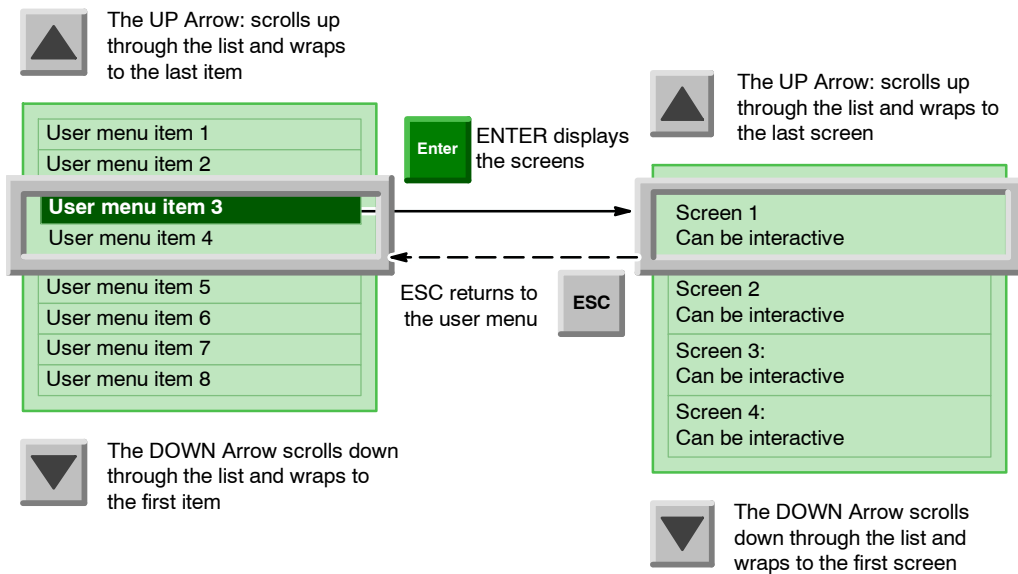 The UP Arrow: scrolls up
through the list and wraps
to the last item
User menu item 1
User menu item 2
User menu item 3
User menu item 4
User menu item 5
User menu item 6
User menu item 7
User menu item 8
The DOWN Arrow scrolls down
through the list and wraps to
the first item
Enter
ENTER displays
the screens
ESC returns to
the user menu
ESC
The UP Arrow: scrolls up
through the list and wraps to
the last screen
Screen 1
Can be interactive
Screen 2
Can be interactive
Screen 3:
Can be interactive
Screen 4:
Can be interactive
The DOWN Arrow scrolls
down through the list and
wraps to the first screen